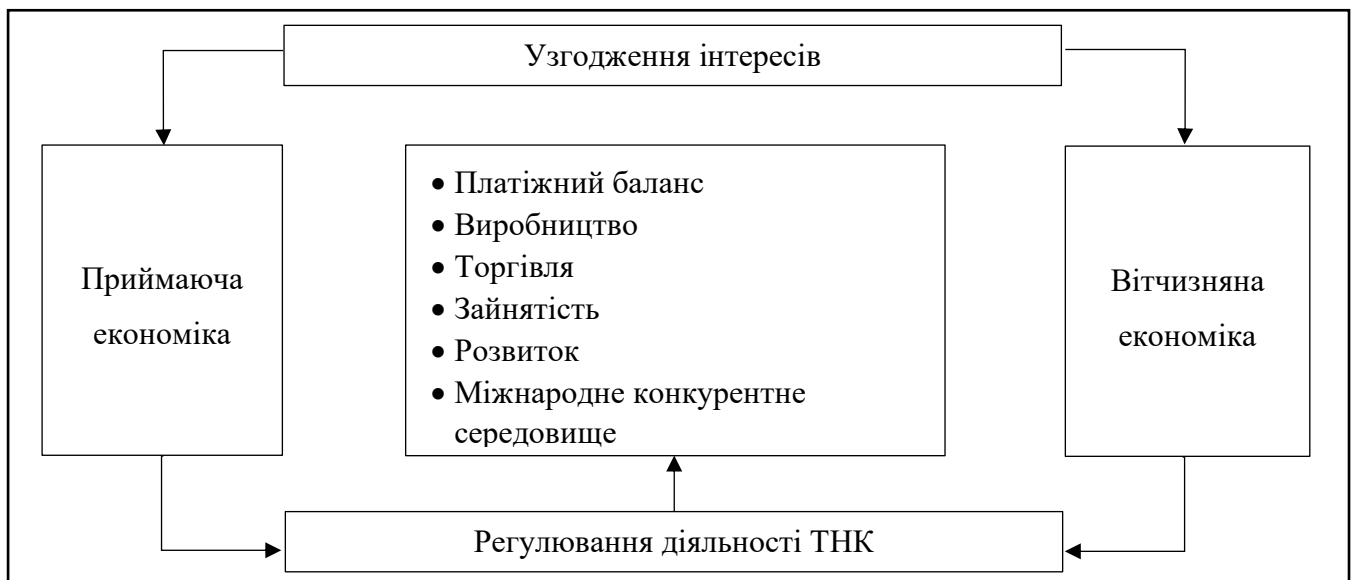 Узгодження інтересів
Приймаюча
економіка
• Платіжний баланс
• Виробництво
• Торгівля
• Зайнятість
• Розвиток
• Міжнародне конкурентне
середовище
Вітчизняна
економіка
Регулювання діяльності ТНК